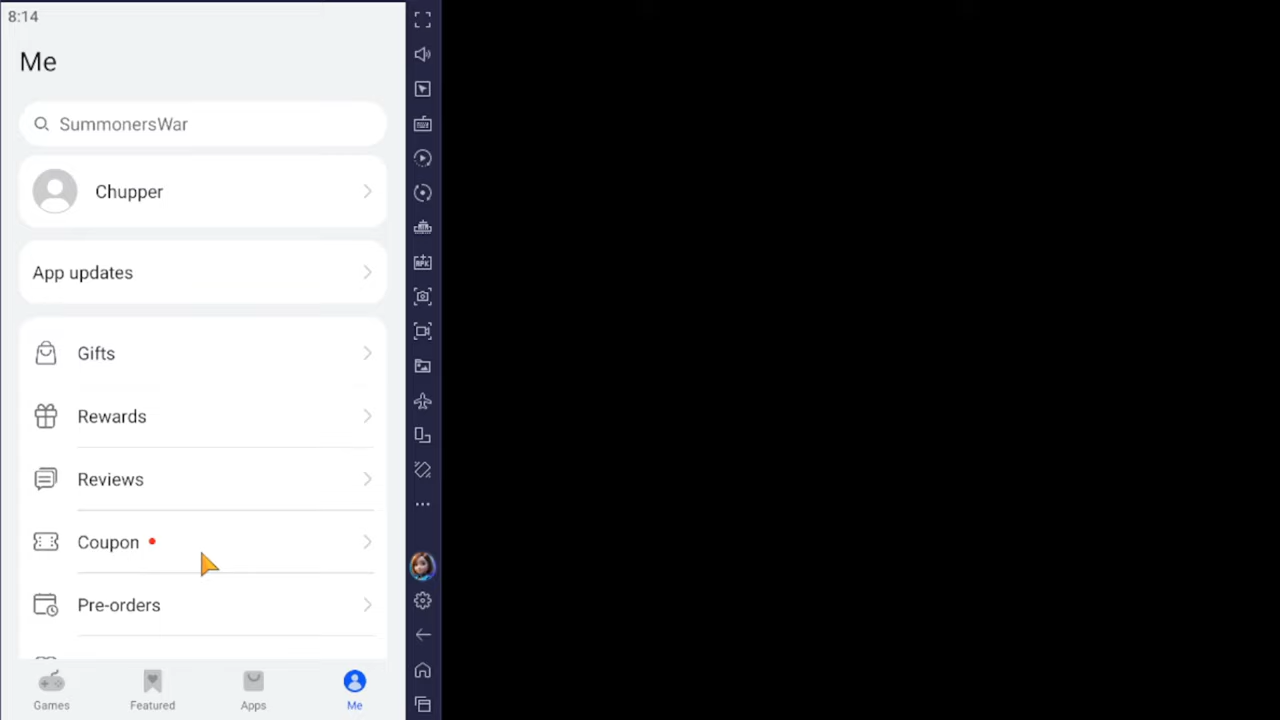 8:14
Me
SummonersWar
Chupper
App updates
Gifts
Rewards
Reviews
Coupon
Pre-orders
Games
Featured
Apps
Me